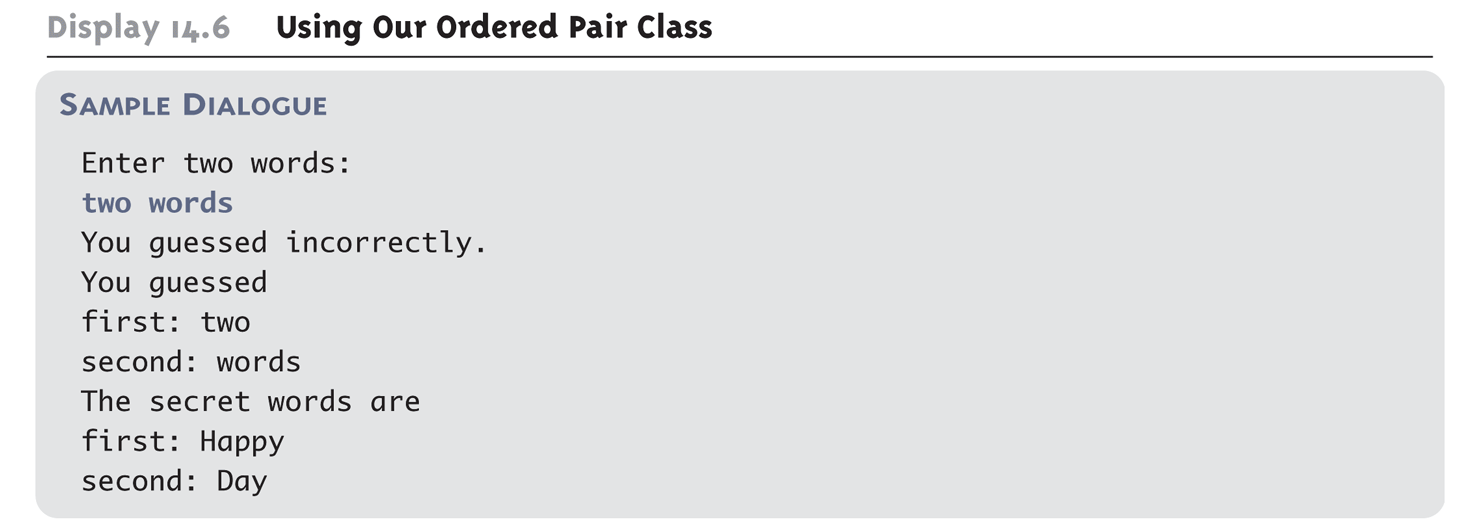 Display 14.6 Using Our Ordered Pair Class
SAMPLE DIALOGUE
Enter two words:
two words
You guessed incorrectly.
You guessed
first: two
second: words
The secret words are
first: Happy
second: Day